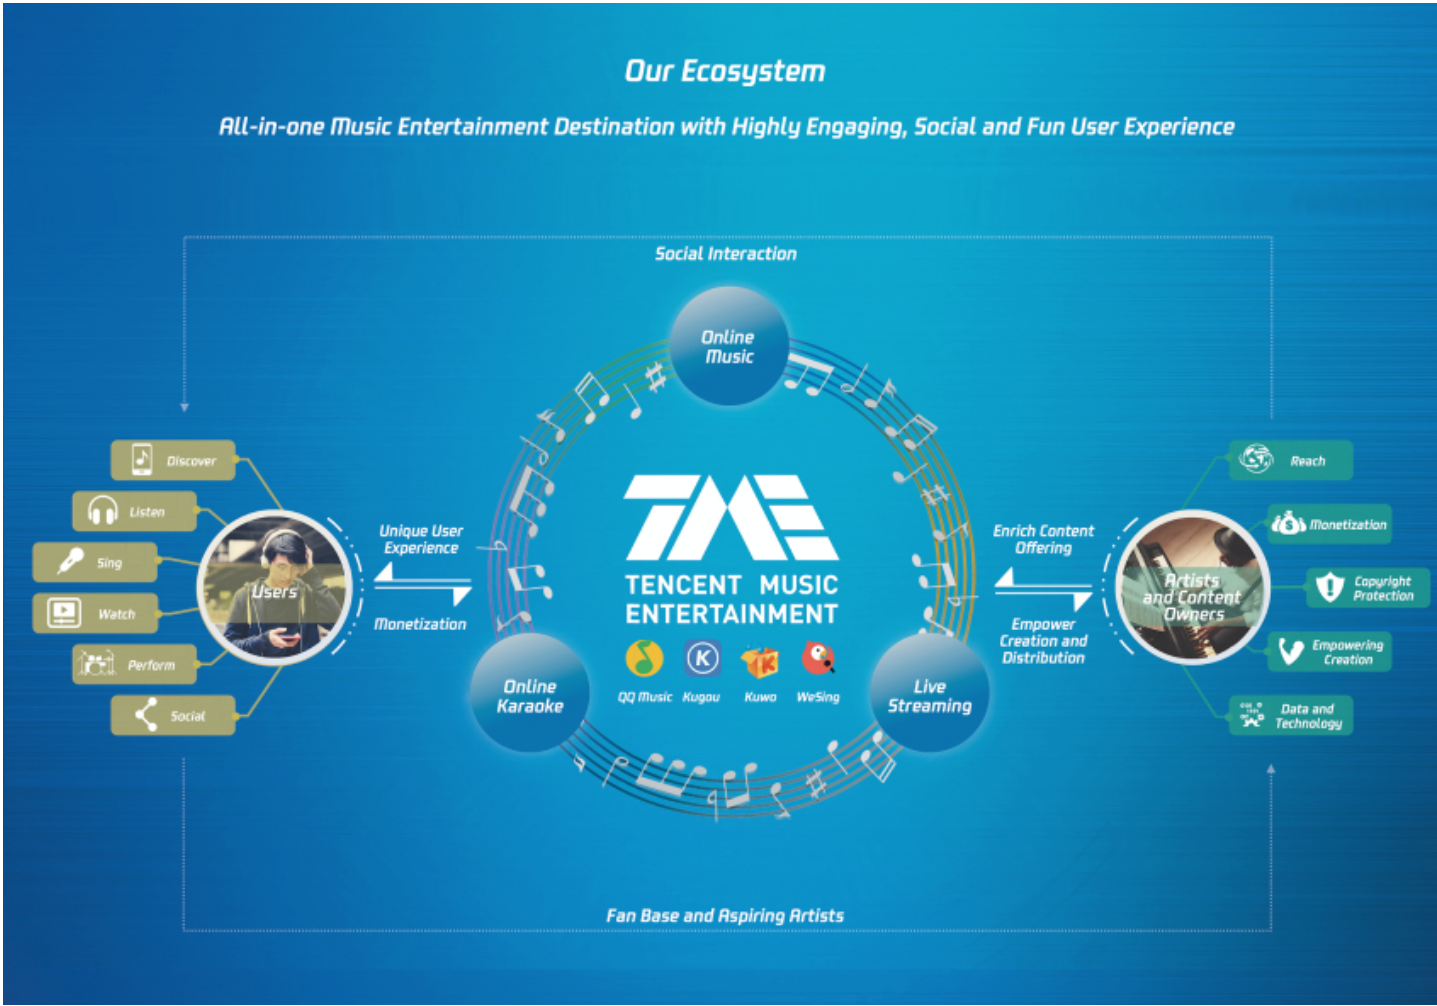 Our Ecosystem
All-in-one Music Entertainment Destination with Highly Engaging, Social and Fun User Experience
Social Interaction
Online
Music
Discover
Listen
Sing
Watch
Perform
Social
Users
Unique User
Experience
Monetization
TENCENT MUSIC
ENTERTAINMENT
QQ Music
Kugou
K
Kuwo
K
WeSing
Online
Karaoke
Live
Streaming
Enrich Content
Offering
Empower
Creation and
Distribution
Artists
and Content
Owners
Reach
Monetization
Copyright
Protection
Empowering
Creation
Data and
Technology
Fan Base and Aspiring Artists